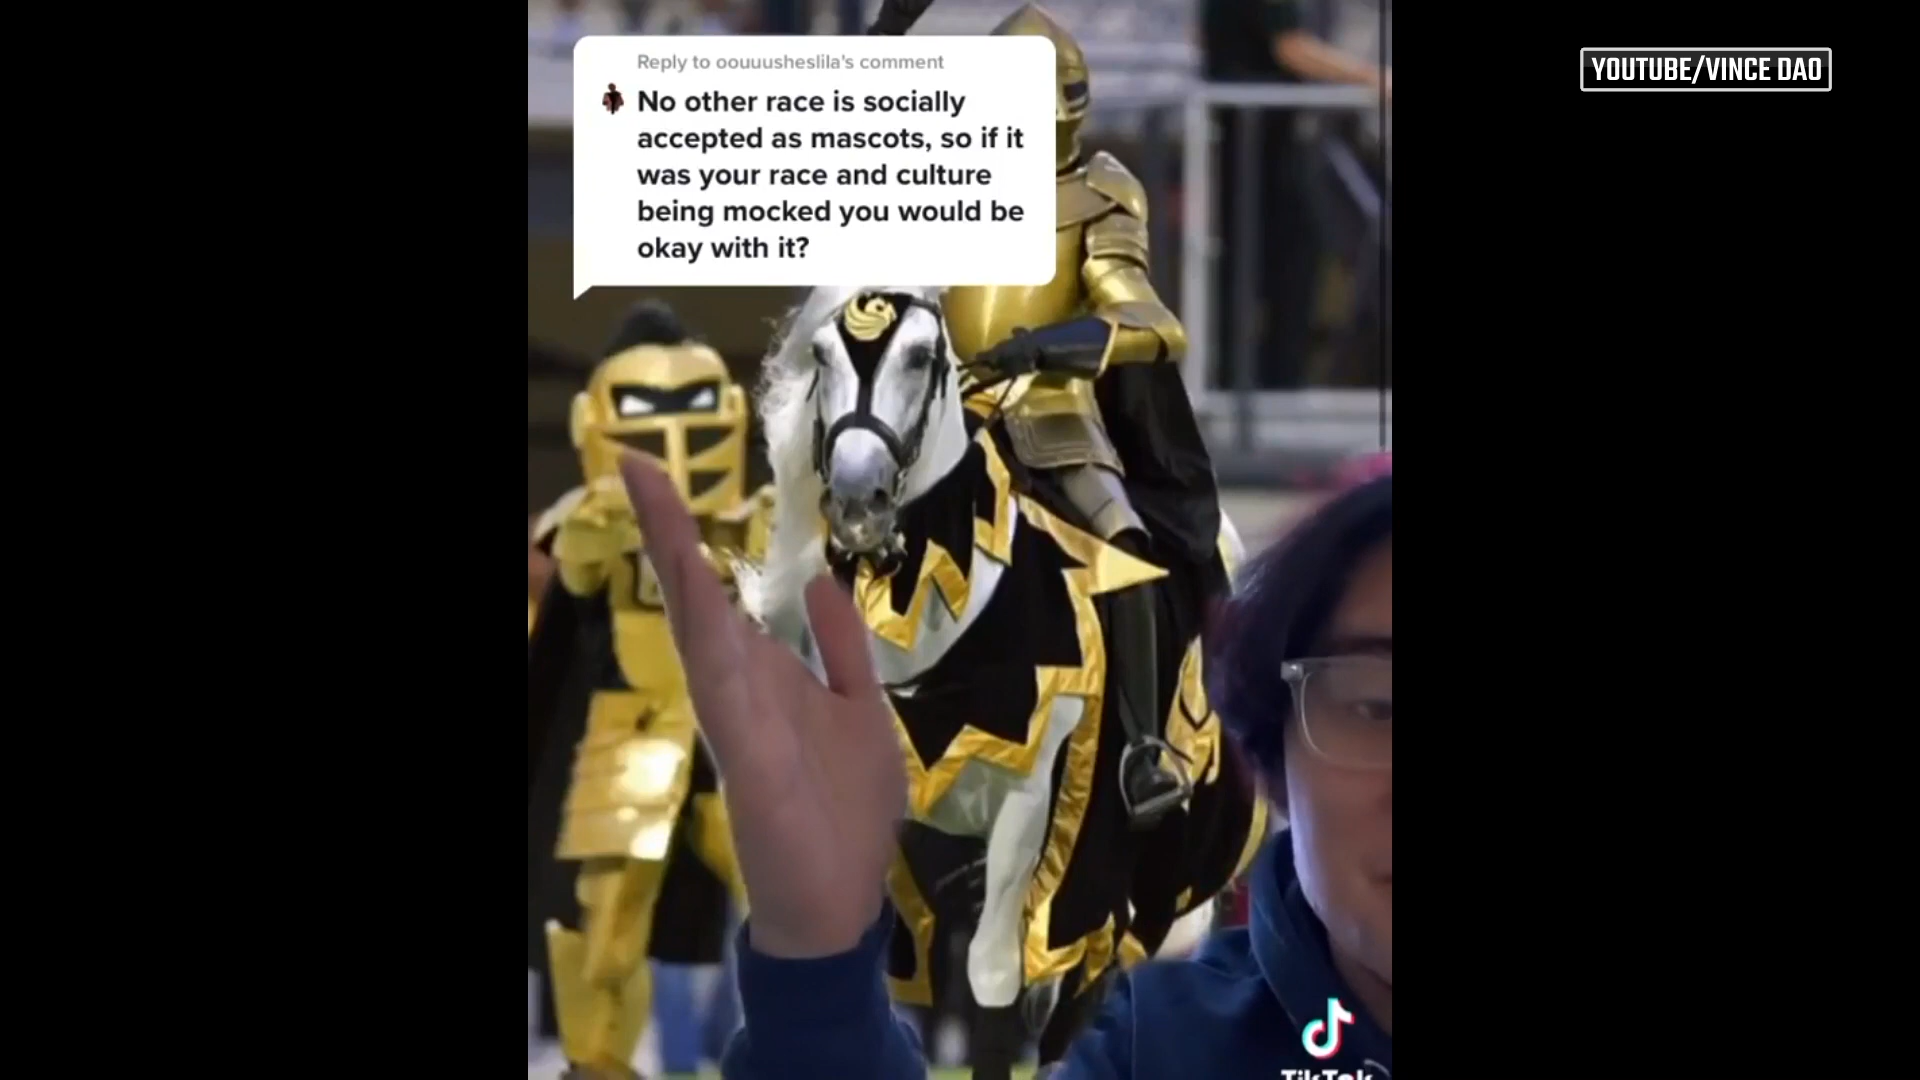 YOUTUBE/VINCE DAO
Reply to oouuusheslila's comment
No other race is socially
accepted as mascots, so if it
was your race and culture
being mocked you would be
okay with it?
TikTok